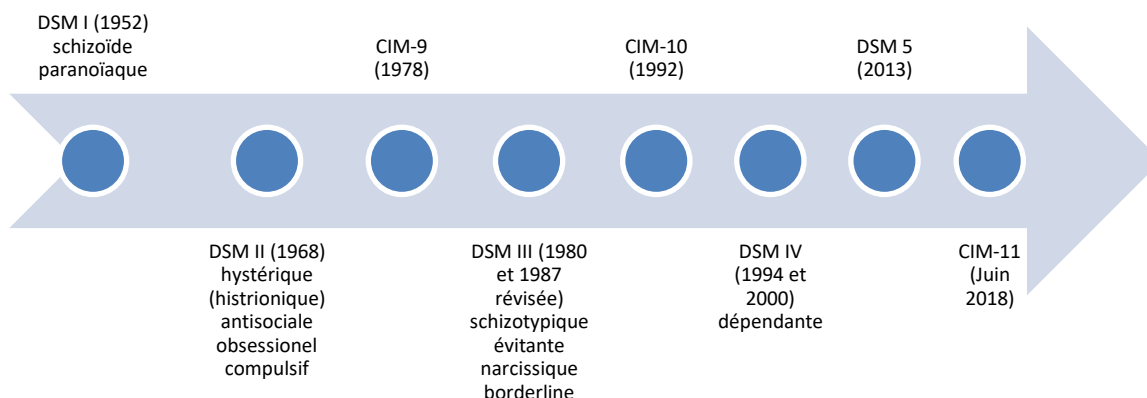 DSM I (1952)
schizoïde
paranoïaque
DSM II (1968)
hystérique
(histrionique)
antisociale
obsessionel
compulsif
CIM-9
(1978)
DSM III (1980
et 1987
révisée)
schizotypique
évitante
narcissique
borderline
CIM-10
(1992)
DSM IV
(1994 et
2000)
dépendante
DSM 5
(2013)
CIM-11
(Juin
2018)